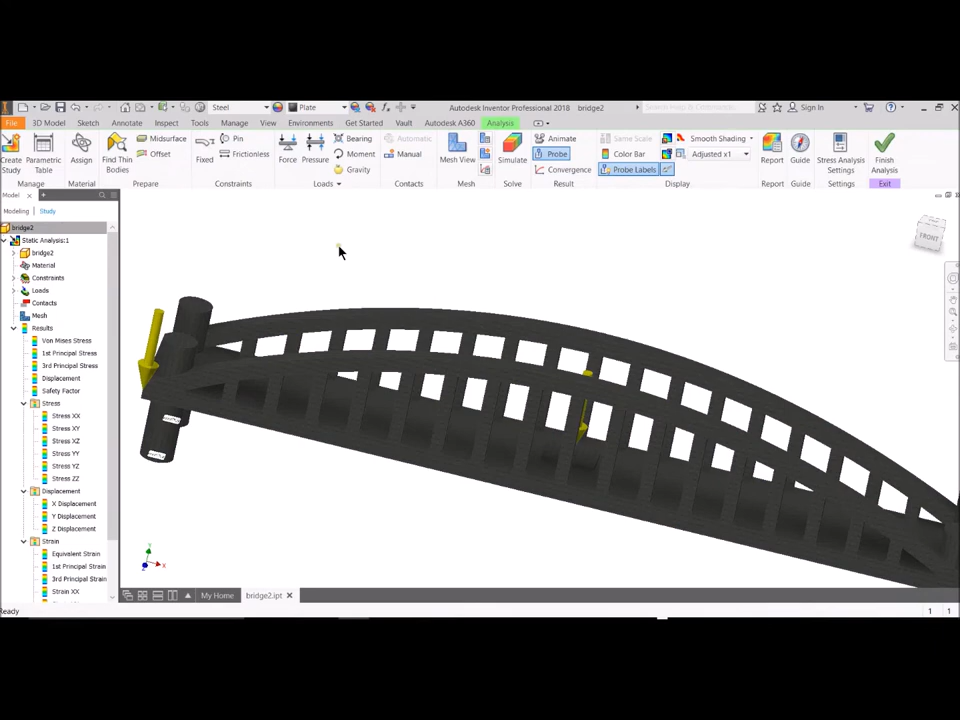 Steel Plate Autodesk Inventor Professional 2018 bridge2 Sign In
File 3D Model Sketch Annotate Inspect Tools Manage View Environments Get Started Vault Autodesk A360 Analysis
Create Study
Parametric Table
Manage
Assign
Material
Find Thin Bodies
Midsurface
Offset
Prepare
Fixed
Pin
Frictionless
Constraints
Force
Pressure
Bearing
Moment
Gravity
Loads
Automatic
Manual
Contacts
Mesh View
Mesh
Simulate
Solve
Animate
Probe
Convergence
Result
Same Scale
Color Bar
Probe Labels
Smooth Shading
Adjusted x1
Display
Report
Report
Guide
Guide
Stress Analysis Settings
Settings
Finish Analysis
Exit
Model
Modeling Study
bridge2
Static Analysis:1
bridge2
Material
Constraints
Loads
Contacts
Mesh
Results
Von Mises Stress
1st Principal Stress
3rd Principal Stress
Displacement
Safety Factor
Stress
Stress XX
Stress XY
Stress XZ
Stress YY
Stress YZ
Stress ZZ
Displacement
X Displacement
Y Displacement
Z Displacement
Strain
Equivalent Strain
1st Principal Strain
3rd Principal Strain
Strain XX
FRONT
X
My Home bridge2.ipt
Ready 1 1